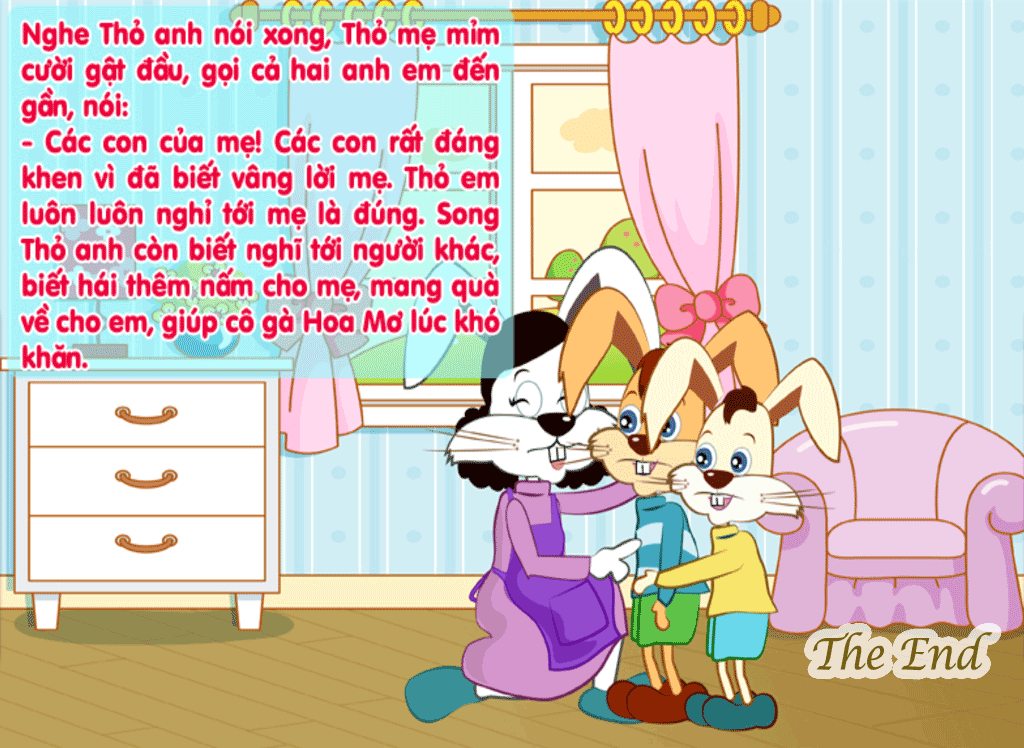 Nghe Thỏ anh nói xong, Thỏ mẹ mỉm
cười gật đầu, gọi cả hai anh em đến
gần, nói:
- Các con của mẹ! Các con rất đáng
khen vì đã biết vâng lời mẹ. Thỏ em
luôn luôn nghỉ tới mẹ là đúng. Song
Thỏ anh còn biết nghĩ tới người khác,
biết hái thêm nấm cho mẹ, mang quà
về cho em, giúp cô gà Hoa Mơ lúc khó
khăn.
The End